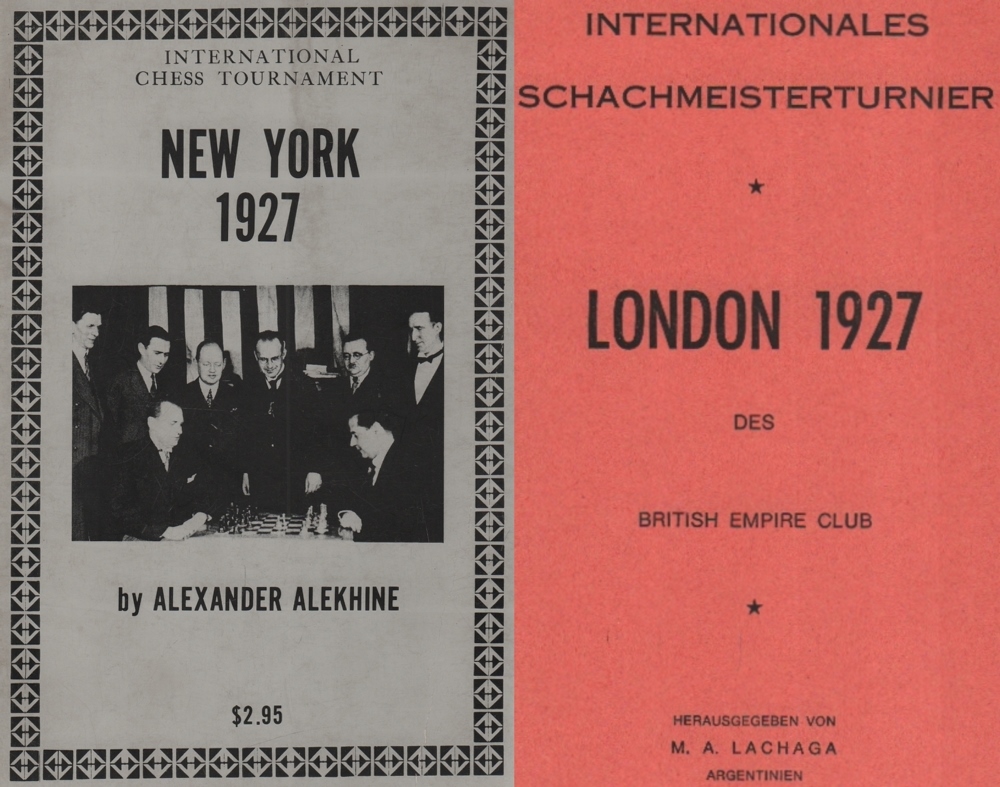 INTERNATIONAL
CHESS TOURNAMENT
NEW YORK
1927
by ALEXANDER ALEKHINE
$2.95
INTERNATIONALES
SCHACHMEISTERTURNIER
LONDON 1927
DES
BRITISH EMPIRE CLUB
HERAUSGEGEBEN VON
M. A. LACHAGA
ARGENTINIEN